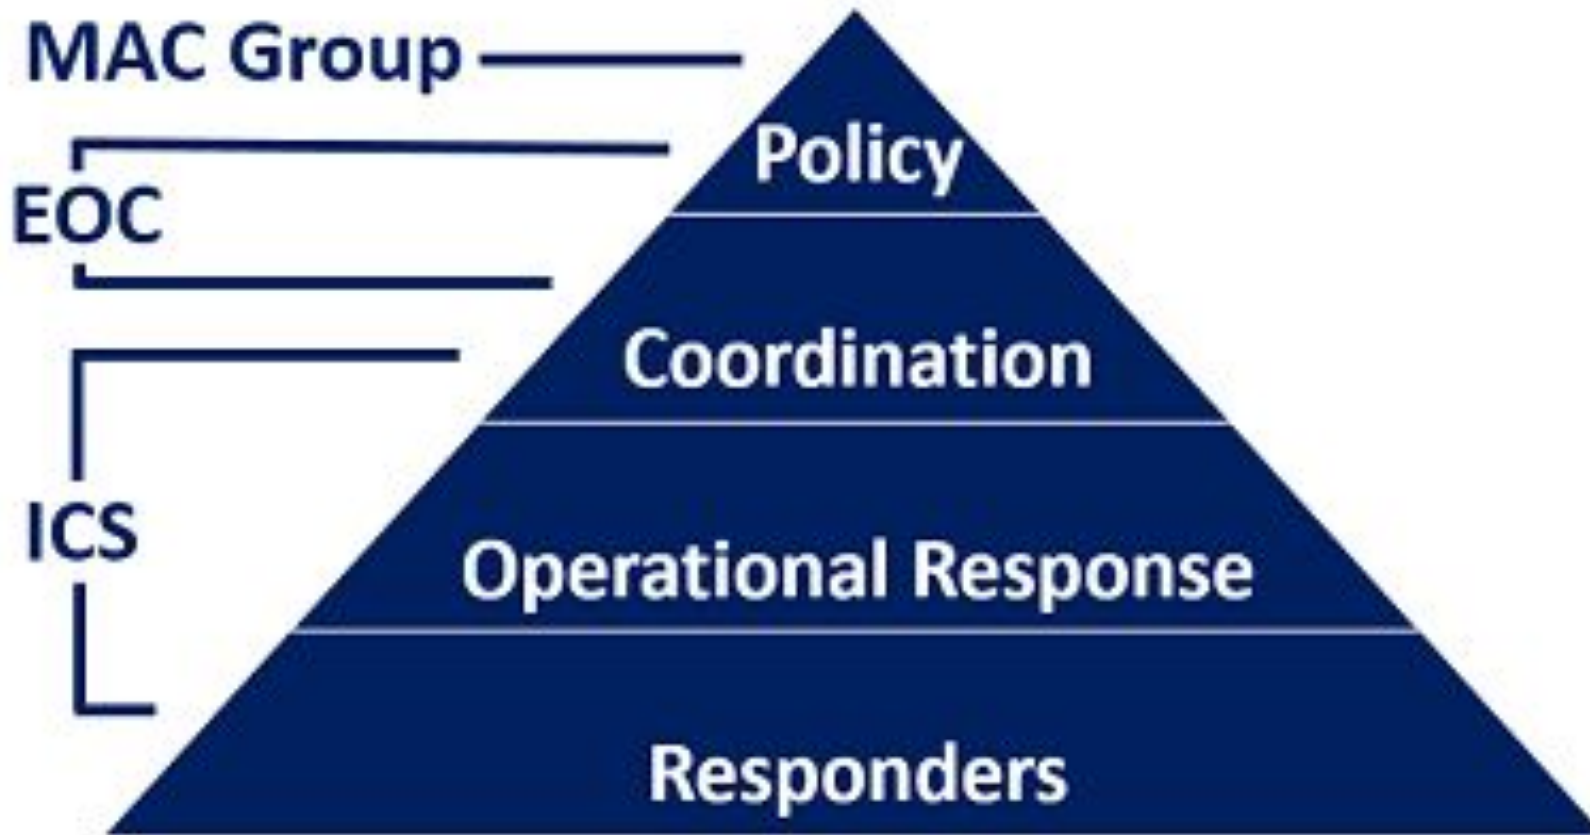 MAC Group
Policy
EOC
Coordination
ICS
Operational Response
Responders